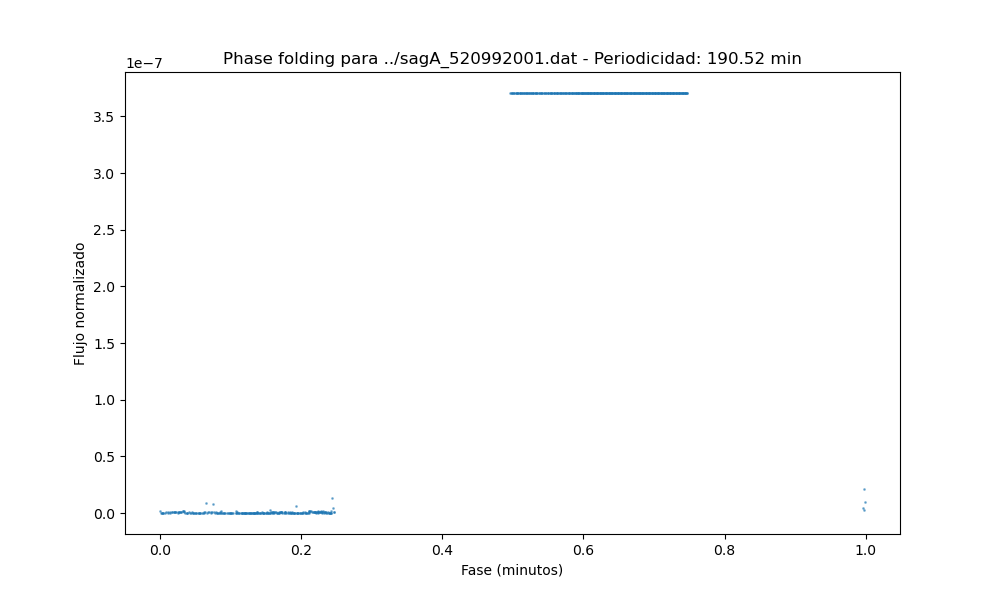 Phase folding para ../sagA_520992001.dat - Periodicidad: 190.52 min
1e−7
3.5
3.0
2.5
2.0
1.5
1.0
0.5
0.0
Flujo normalizado
0.0 0.2 0.4 0.6 0.8 1.0
Fase (minutos)